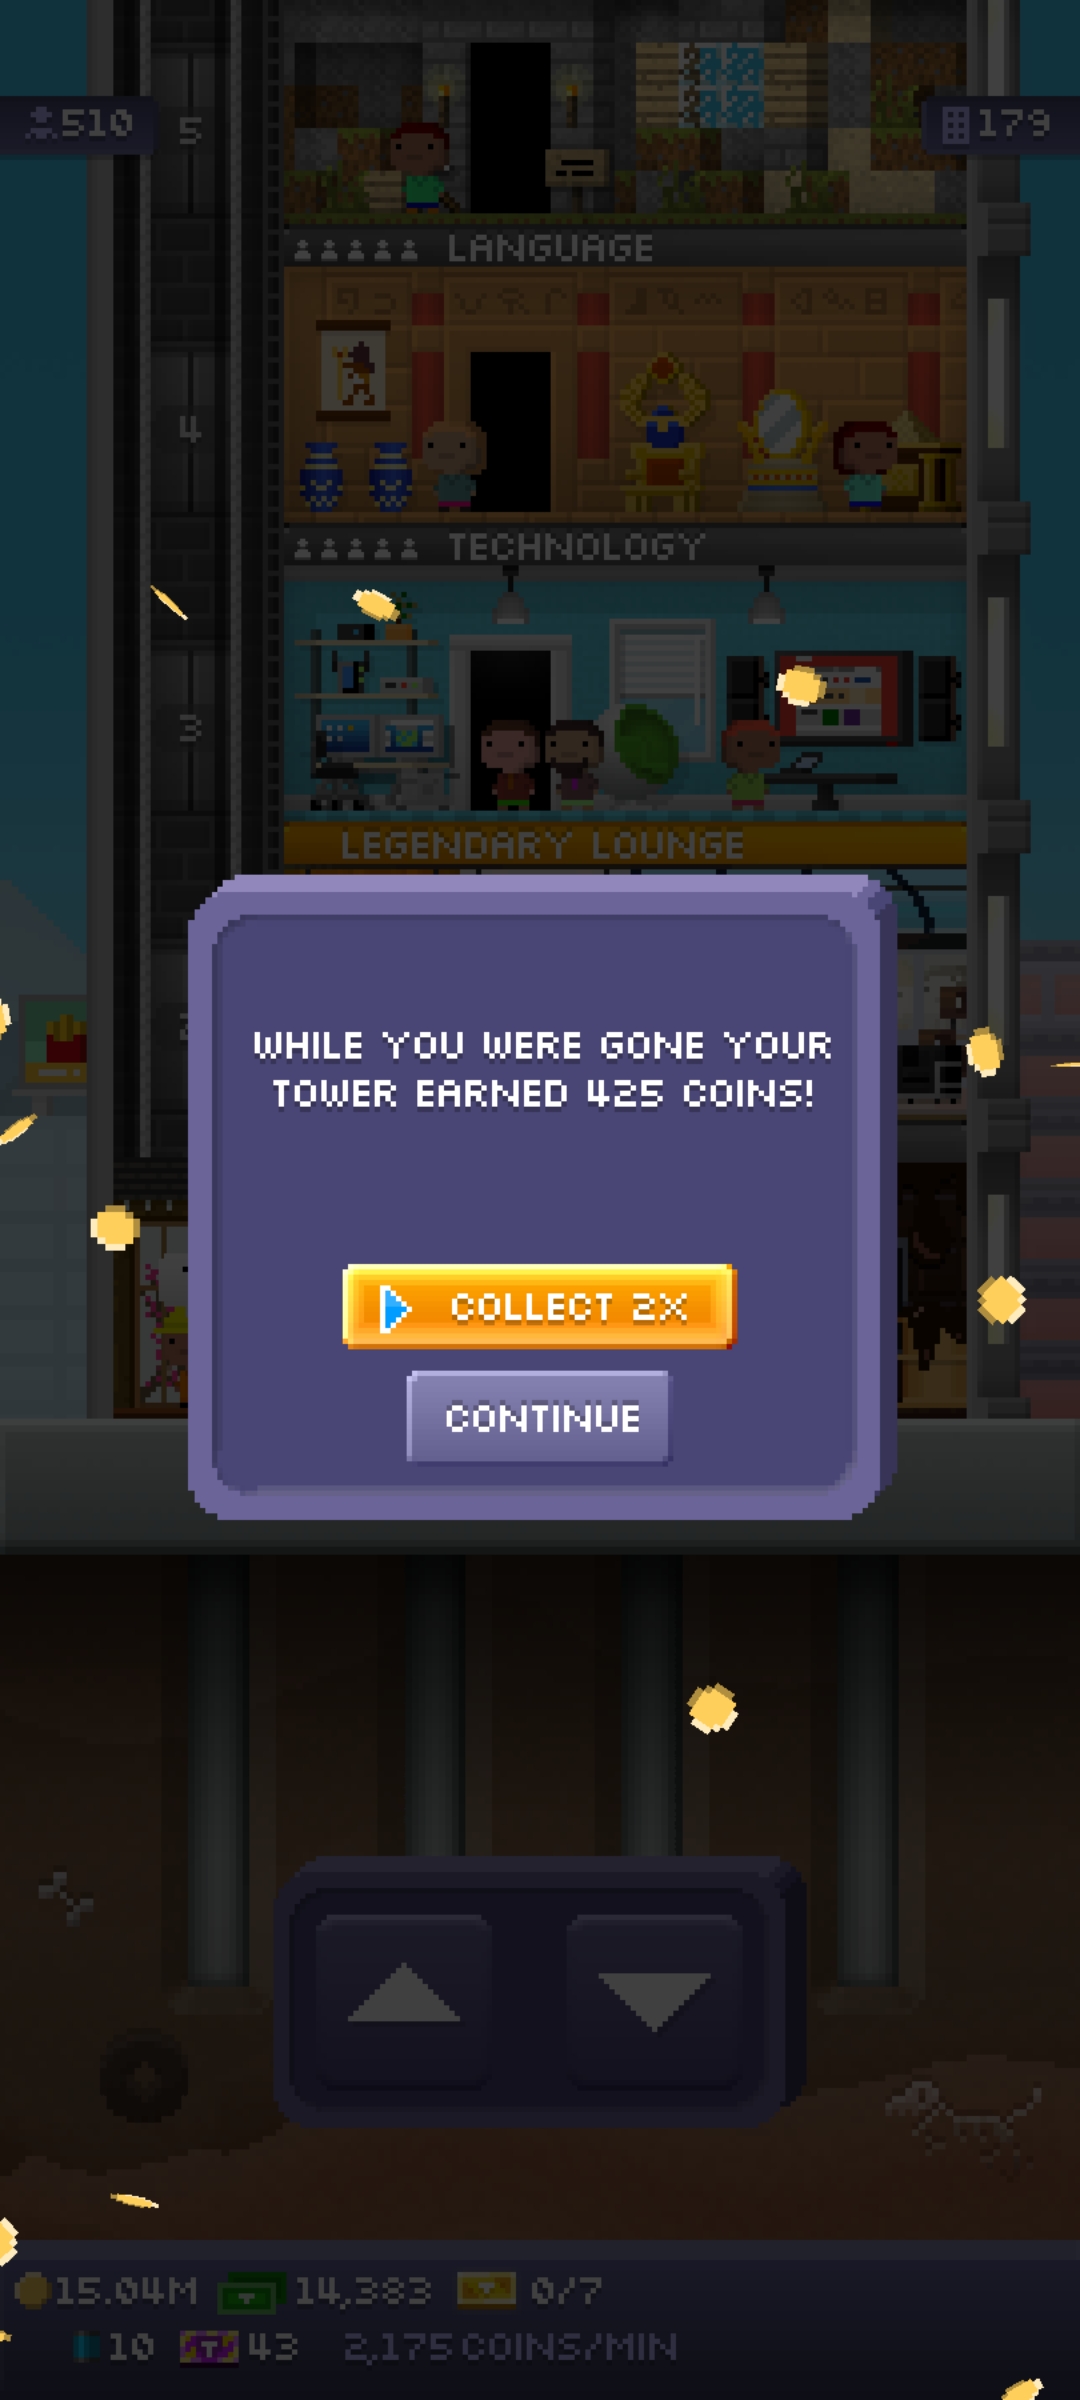 510
5
179
LANGUAGE
4
TECHNOLOGY
3
LEGENDARY LOUNGE
WHILE YOU WERE GONE YOUR
TOWER EARNED 425 COINS!
COLLECT 2X
CONTINUE
15.04M 14,383 0/7
10 43 2,175 COINS/MIN